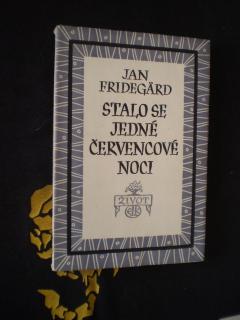 JAN
FRIDEGÅRD
STALO SE
JEDNÉ
ČERVENCOVÉ
NOCI
ŽIVOT